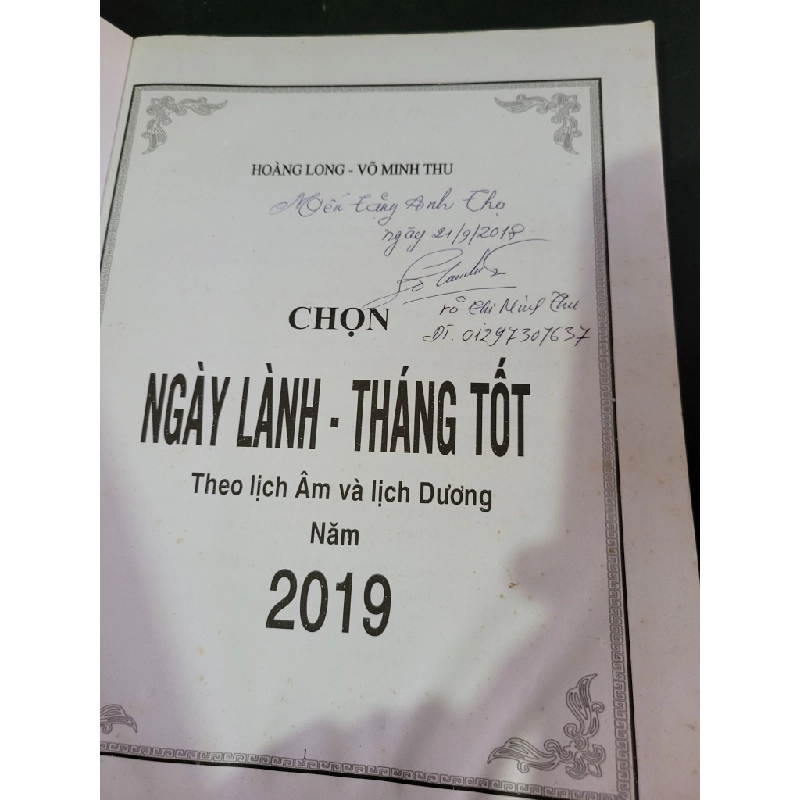 HOÀNG LONG - VÕ MINH THU
Mến tặng Anh Thọ
ngày 21/9/2018
Võ Chi Minh Thu
ĐT. 01297307637
CHỌN
NGÀY LÀNH - THÁNG TỐT
Theo lịch Âm và lịch Dương
Năm
2019